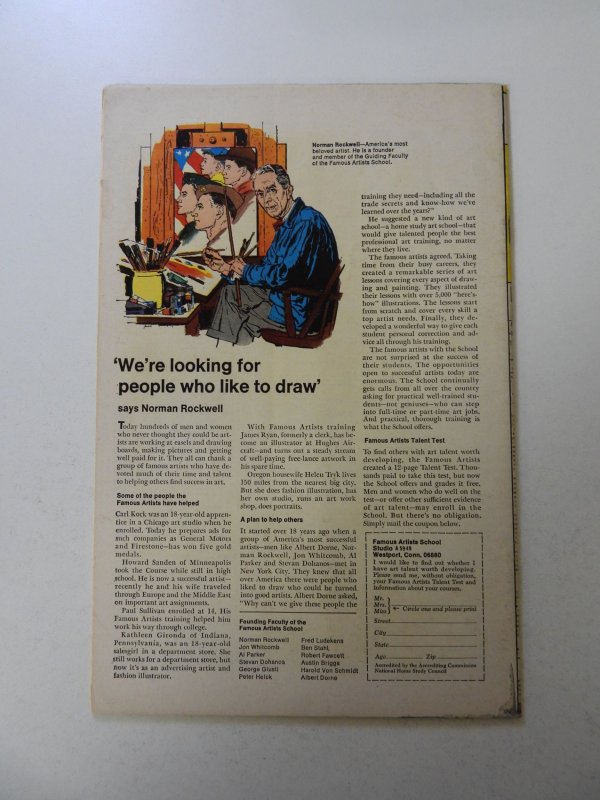 Norman Rockwell—America's most
beloved artist. He is a founder
and member of the Guiding Faculty
of the Famous Artists School.
'We're looking for
people who like to draw'
says Norman Rockwell
Today hundreds of men and women
who never thought they could be art-
ists are working at easels and drawing
boards, making pictures and getting
well paid for it. They all can thank a
group of famous artists who have de-
voted much of their time and talent
to helping others find success in art.
Some of the people the
Famous Artists have helped
Carl Kock was an 18-year-old appren-
tice in a Chicago art studio when he
enrolled. Today he prepares ads for
such companies as General Motors
and Firestone—has won five gold
medals.
Howard Sanden of Minneapolis
took the Course while still in high
school. He is now a successful artist—
recently he and his wife traveled
through Europe and the Middle East
on important art assignments.
Paul Sullivan enrolled at 14. His
Famous Artists training helped him
work his way through college.
Kathleen Gironda of Indiana,
Pennsylvania, was an 18-year-old
salesgirl in a department store. She
still works for a department store, but
now it's as an advertising artist and
fashion illustrator.
With Famous Artists training
James Ryan, formerly a clerk, has be-
come an illustrator at Hughes Air-
craft—and turns out a steady stream
of well-paying free-lance artwork in
his spare time.
Oregon housewife Helen Tryk lives
150 miles from the nearest big city.
But she does fashion illustration, has
her own studio, runs an art work
shop, does portraits.
A plan to help others
It started over 18 years ago when a
group of America's most successful
artists—men like Albert Dorne, Nor-
man Rockwell, Jon Whitcomb, Al
Parker and Stevan Dohanos—met in
New York City. They knew that all
over America there were people who
liked to draw who could be turned
into good artists. Albert Dorne asked,
"Why can't we give these people the
Founding Faculty of the
Famous Artists School
Norman Rockwell
Jon Whitcomb
Al Parker
Stevan Dohanos
George Giusti
Peter Helck
Fred Ludekens
Ben Stahl
Robert Fawcett
Austin Briggs
Harold Von Schmidt
Albert Dorne
training they need—including all the
trade secrets and know-how we've
learned over the years?"
He suggested a new kind of art
school—a home study art school—that
would give talented people the best
professional art training, no matter
where they live.
The famous artists agreed. Taking
time from their busy careers, they
created a remarkable series of art
lessons covering every aspect of draw-
ing and painting. They illustrated
their lessons with over 5,000 "here's-
how" illustrations. The lessons start
from scratch and cover every skill a
top artist needs. Finally, they de-
veloped a wonderful way to give each
student personal correction and ad-
vice all through his training.
The famous artists with the School
are not surprised at the success of
their students. The opportunities
open to successful artists today are
enormous. The School continually
gets calls from all over the country
asking for practical well-trained stu-
dents—not geniuses—who can step
into full-time or part-time art jobs.
And practical, thorough training is
what the School offers.
Famous Artists Talent Test
To find others with art talent worth
developing, the Famous Artists
created a 12-page Talent Test. Thou-
sands paid to take this test, but now
the School offers and grades it free.
Men and women who do well on the
test—or offer other sufficient evidence
of art talent—may enroll in the
School. But there's no obligation.
Simply mail the coupon below.
Famous Artists School
Studio
Westport, Conn. 06880
I would like to find out whether I
have art talent worth developing.
Please send me, without obligation,
your Famous Artists Talent Test and
information about your courses.
Mr.
Mrs. Circle one and please print
Miss
Street
City
State
Age Zip
Accredited by the Accrediting Commission
National Home Study Council